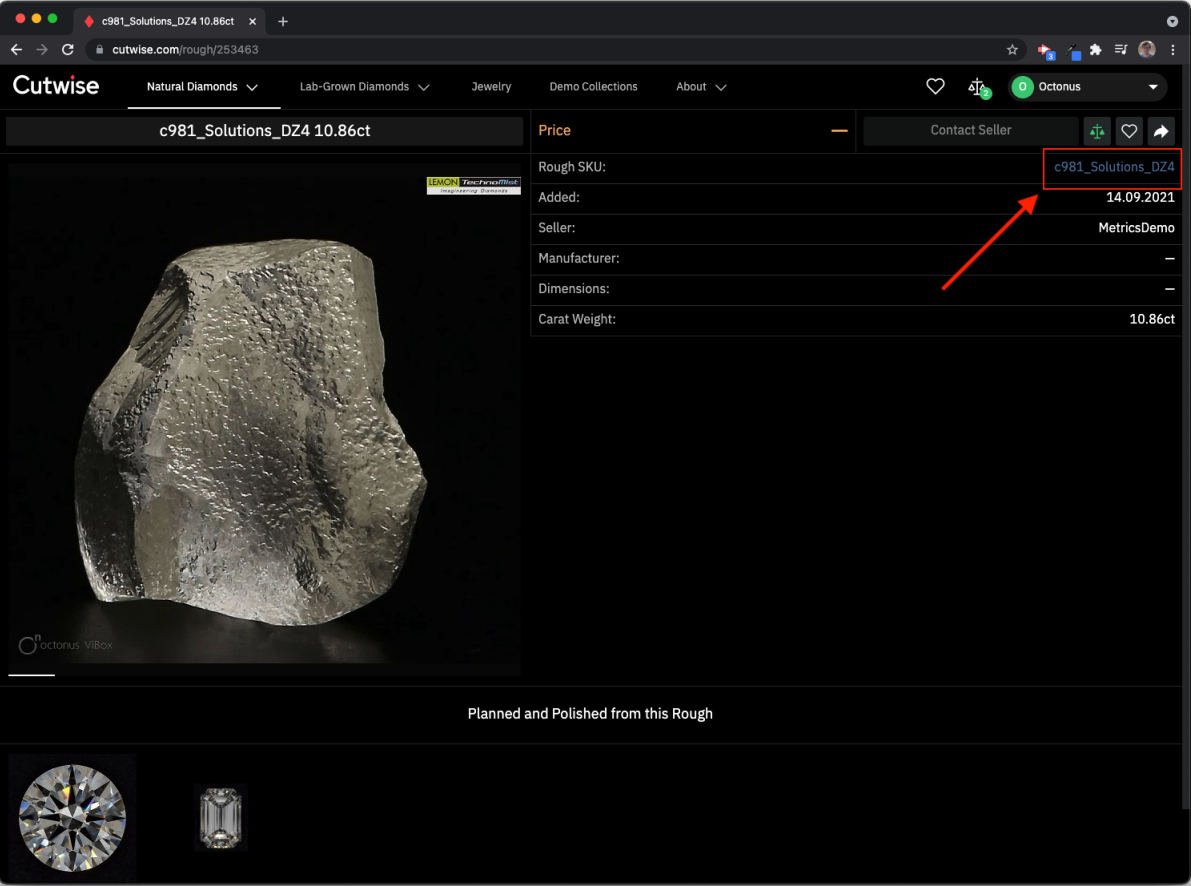 c981_Solutions_DZ4 10.86ct
cutwise.com/rough/253463
3
Cutwise
Natural Diamonds
Lab-Grown Diamonds
Jewelry
Demo Collections
About
2
O
Octonus
c981_Solutions_DZ4 10.86ct
Price
—
Contact Seller
LEMON TechnoMist
Imagineering Diamonds
Rough SKU:
c981_Solutions_DZ4
Added:
14.09.2021
Seller:
MetricsDemo
Manufacturer:
—
Dimensions:
—
Carat Weight:
10.86ct
octonus ViBox
Planned and Polished from this Rough